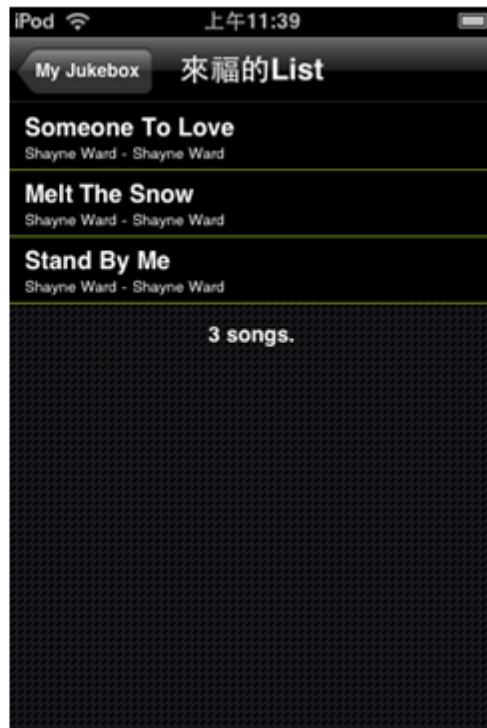 iPod 上午11:39
My Jukebox 來福的List
Someone To Love
Shayne Ward - Shayne Ward
Melt The Snow
Shayne Ward - Shayne Ward
Stand By Me
Shayne Ward - Shayne Ward
3 songs.